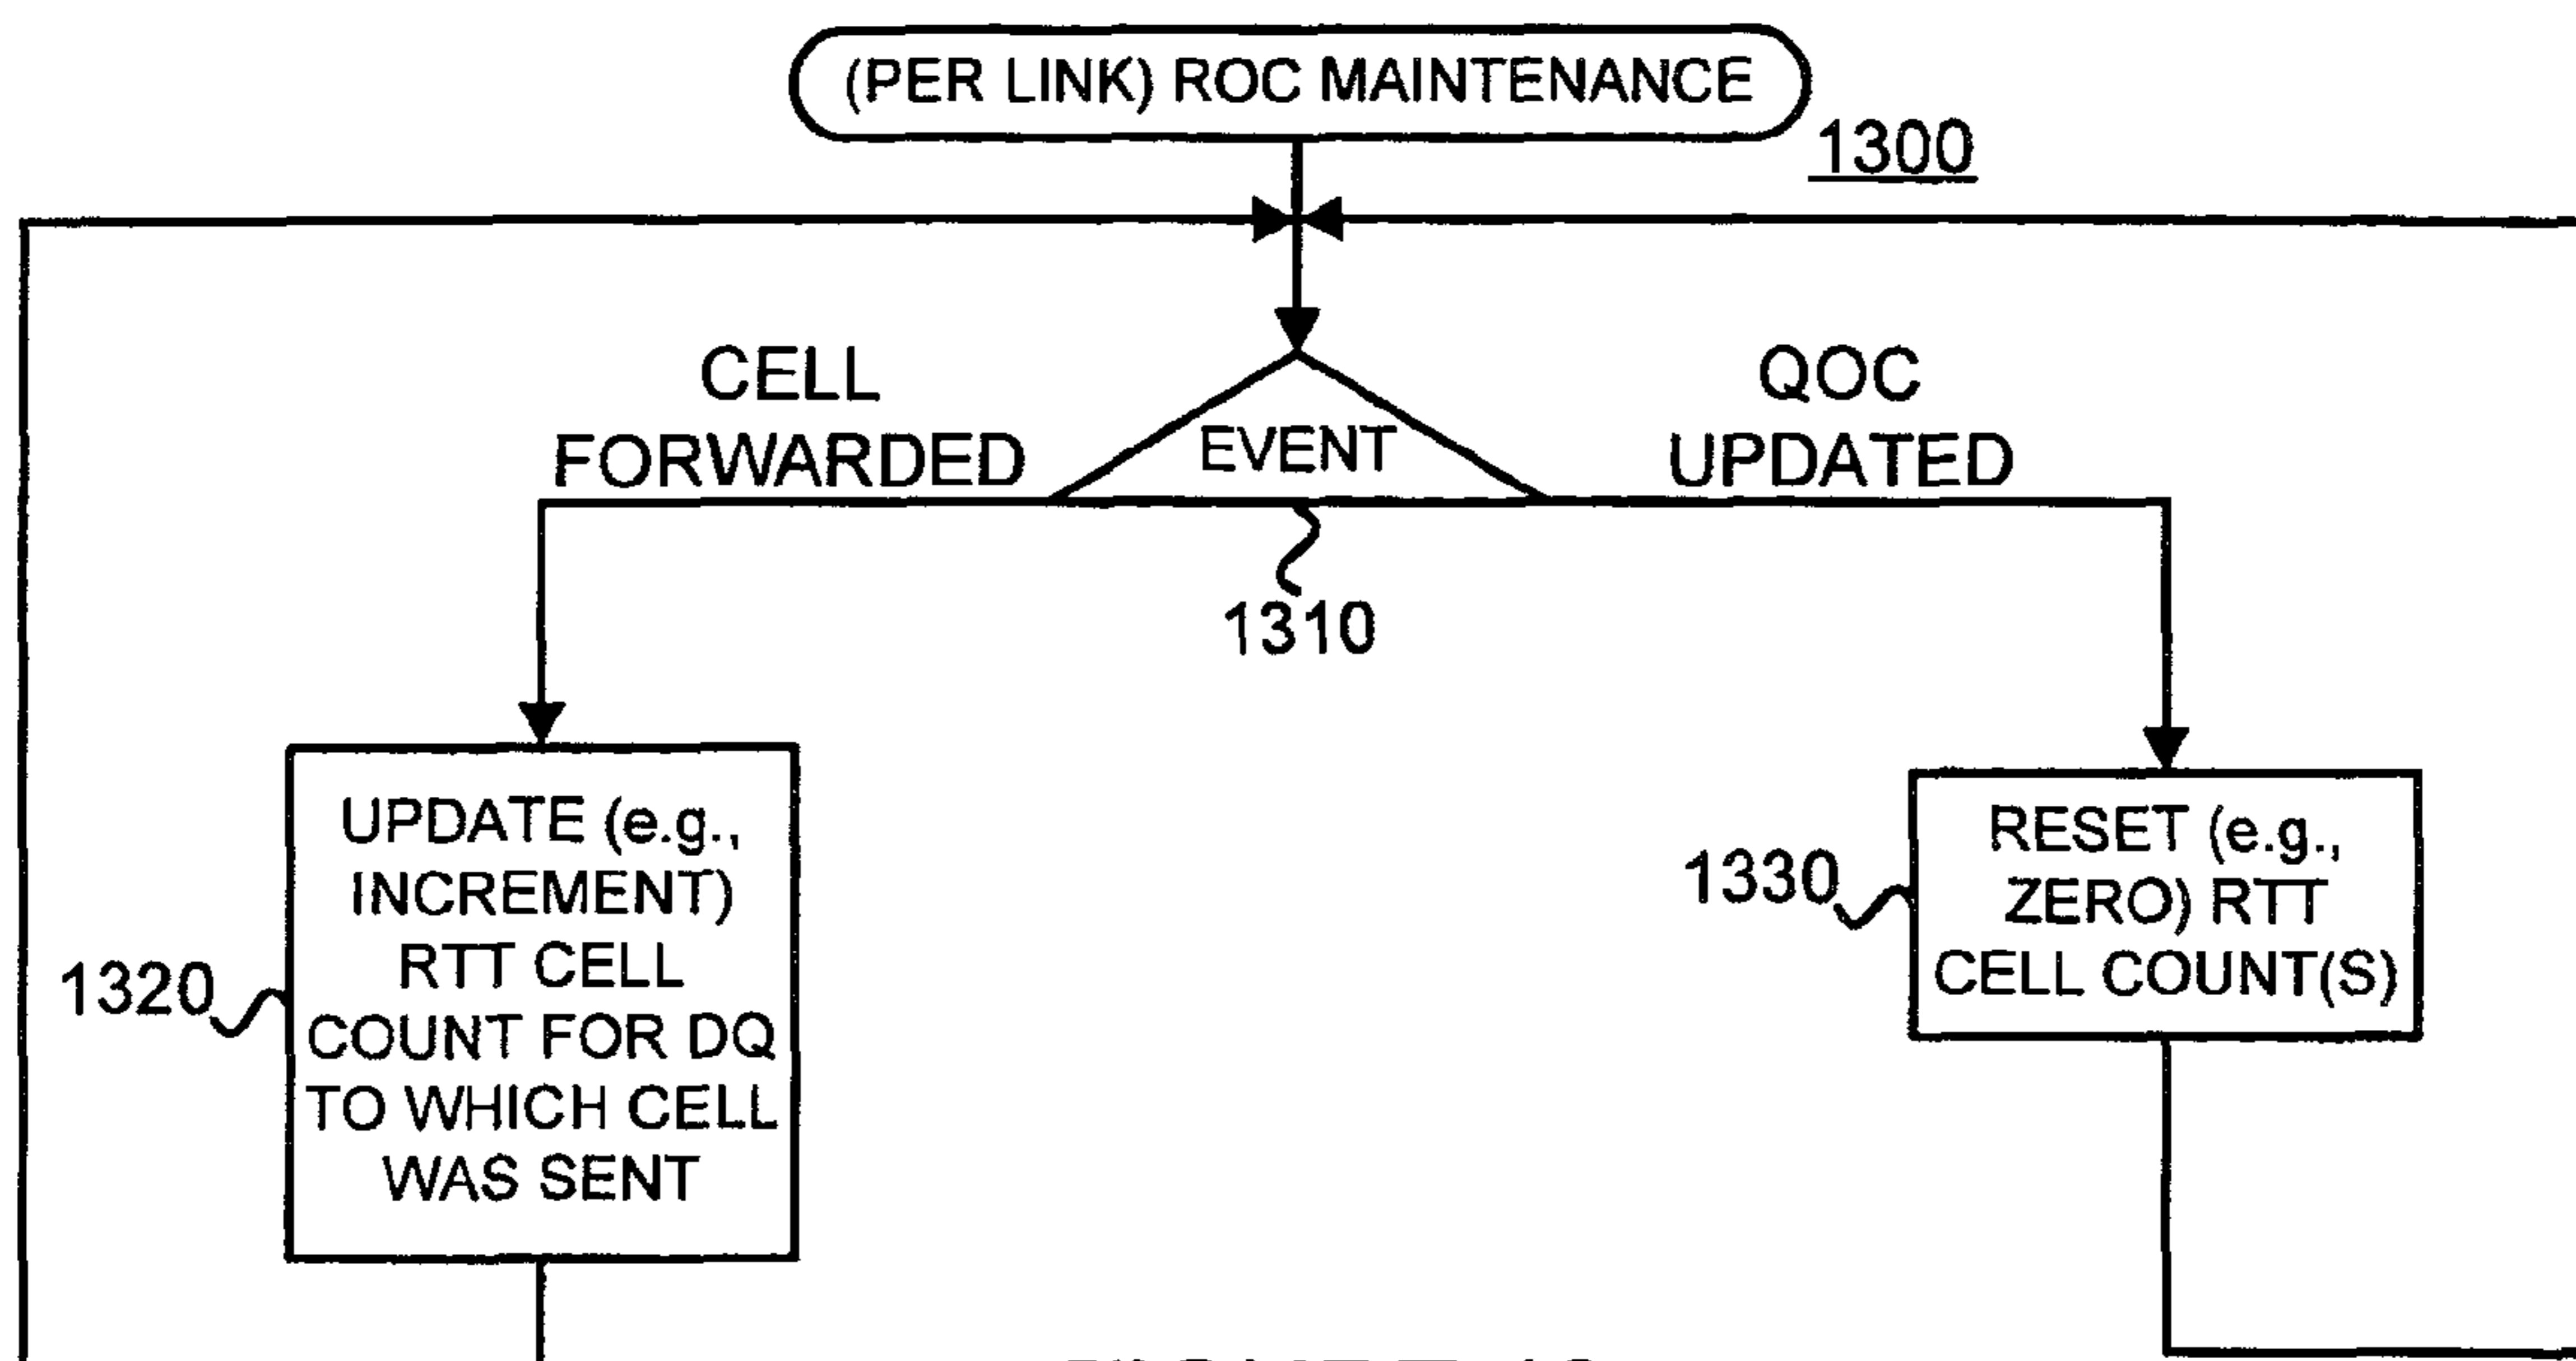 (PER LINK) ROC MAINTENANCE
1300
CELL
FORWARDED
EVENT
QOC
UPDATED
1310
UPDATE (e.g.,
INCREMENT)
RTT CELL
COUNT FOR DQ
TO WHICH CELL
WAS SENT
1320
RESET (e.g.,
ZERO) RTT
CELL COUNT(S)
1330